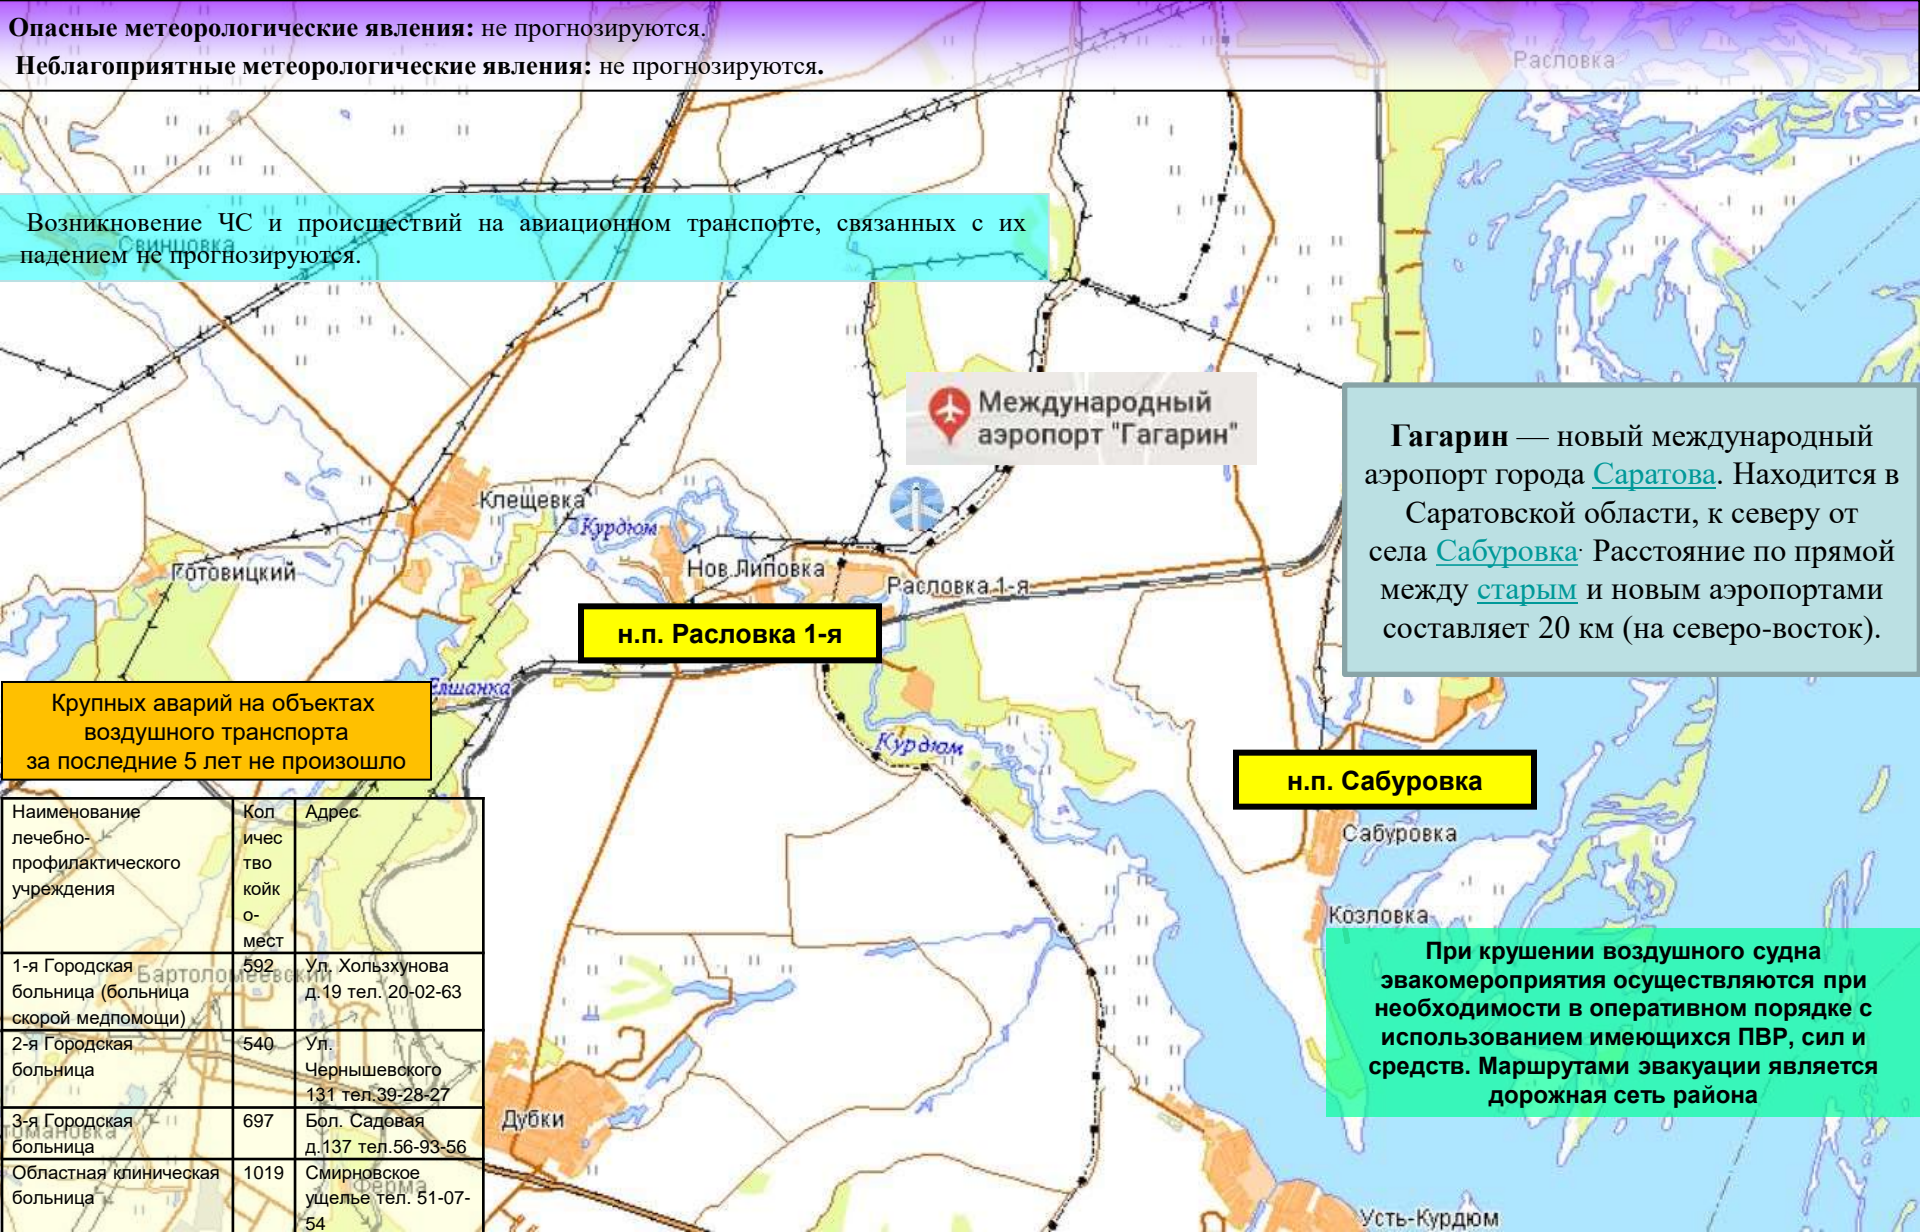 Опасные метеорологические явления: не прогнозируются.
Неблагоприятные метеорологические явления: не прогнозируются.
Расловка
Возникновение ЧС и происшествий на авиационном транспорте, связанных с их
падением не прогнозируются.
Свинцовка
Международный
аэропорт "Гагарин"
Гагарин — новый международный
аэропорт города Саратова. Находится в
Саратовской области, к северу от
села Сабуровка. Расстояние по прямой
между старым и новым аэропортами
составляет 20 км (на северо-восток).
Клещевка
Курдюм
Готовицкий
Нов.Липовка
Расловка 1-я
н.п. Расловка 1-я
Елшанка
Крупных аварий на объектах
воздушного транспорта
за последние 5 лет не произошло
Курдюм
н.п. Сабуровка
Сабуровка
Козловка
Наименование
лечебно-
профилактического
учреждения
Кол
ичес
тво
койк
о-
мест
Адрес
1-я Городская
больница (больница
скорой медпомощи)
592
Ул. Хользхунова
д.19 тел. 20-02-63
Бартоломеевский
2-я Городская
больница
540
Ул.
Чернышевского
131 тел.39-28-27
3-я Городская
больница
697
Бол. Садовая
д.137 тел.56-93-56
Областная клиническая
больница
1019
Смирновское
ущелье тел. 51-07-
54
Ферма
Дубки
При крушении воздушного судна
эвакомероприятия осуществляются при
необходимости в оперативном порядке с
использованием имеющихся ПВР, сил и
средств. Маршрутами эвакуации является
дорожная сеть района
Усть-Курдюм